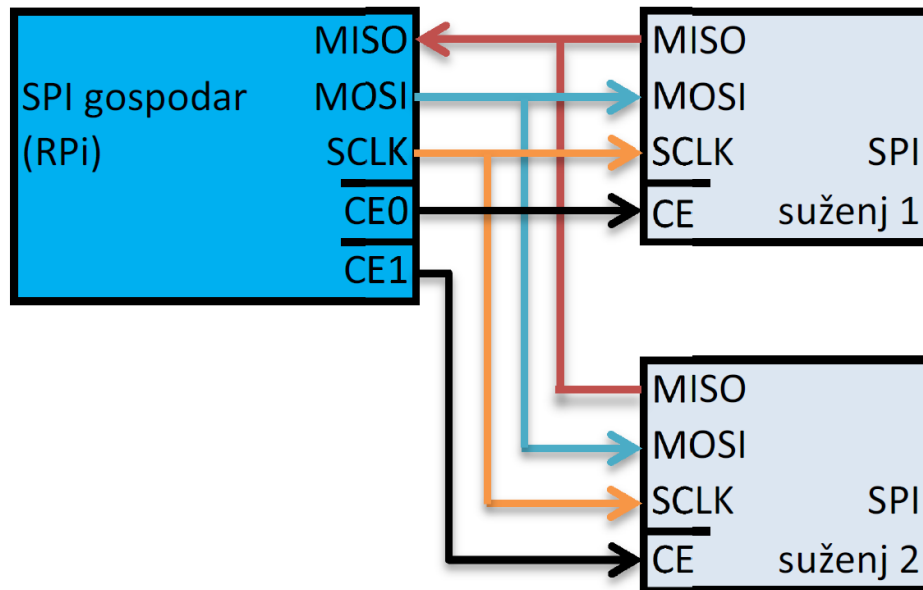 MISO
SPI gospodar
MOSI
(RPi)
SCLK
CE0
CE1
MISO
MOSI
SCLK
SPI
CE
suženj 1
MISO
MOSI
SCLK
SPI
CE
suženj 2